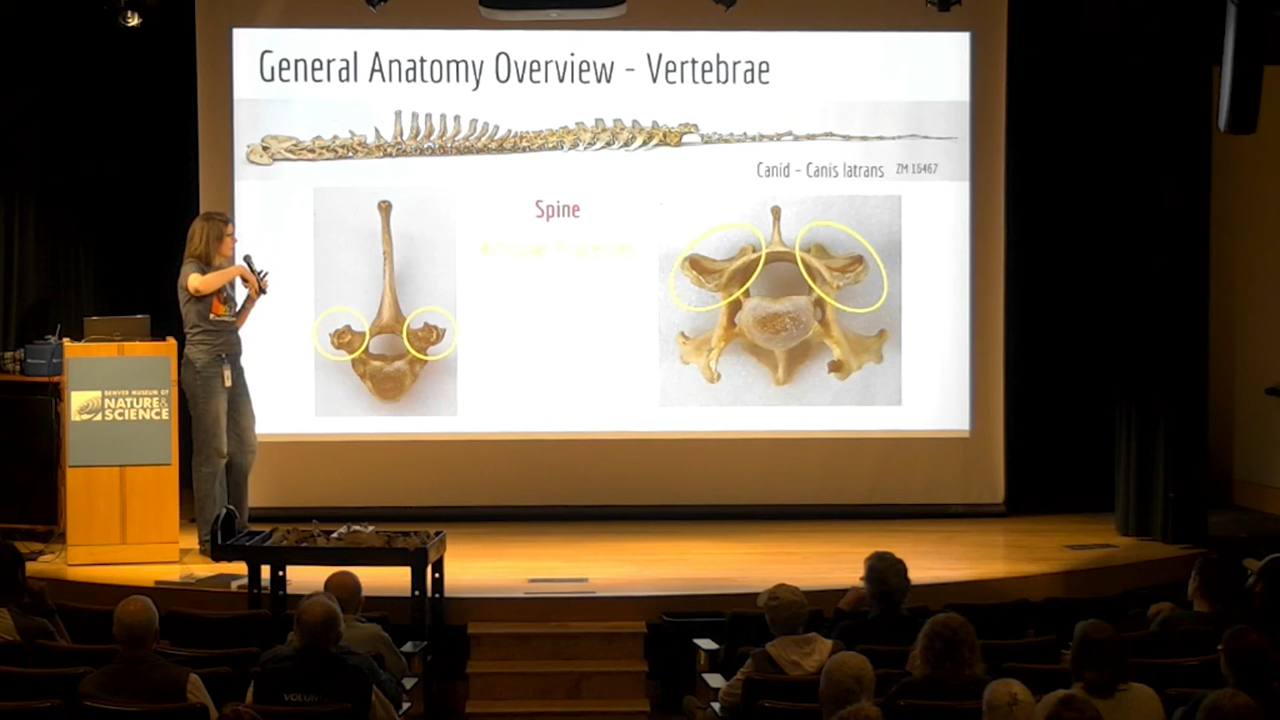 General Anatomy Overview - Vertebrae
Canid - Canis latrans ZM 16467
Spine
DENVER MUSEUM OF
NATURE &
SCIENCE